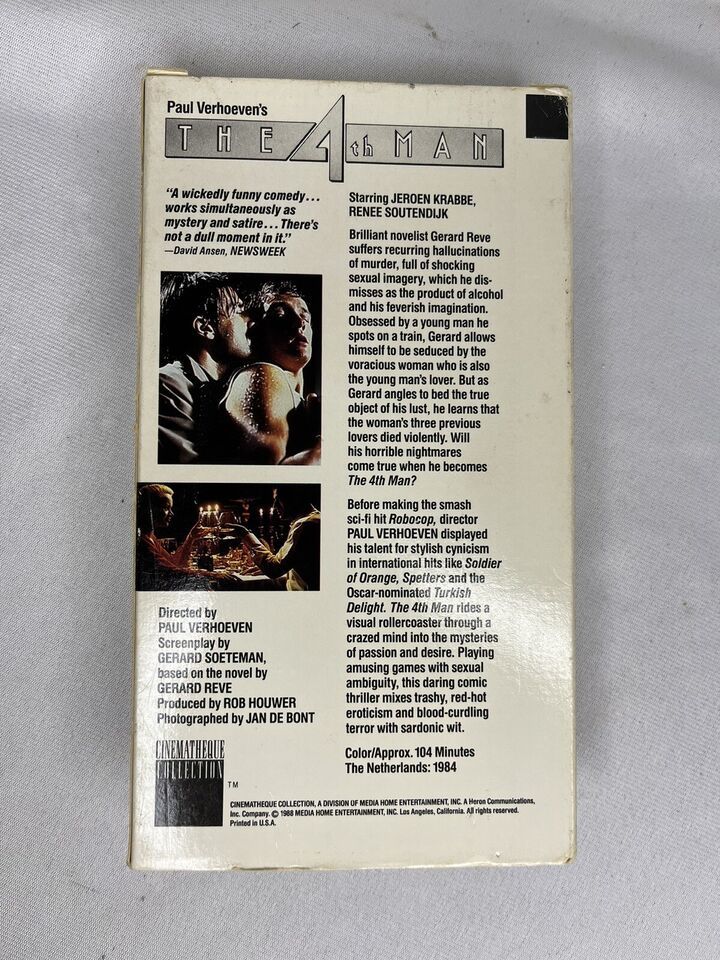 Paul Verhoeven's
THE 4th MAN
"A wickedly funny comedy...
works simultaneously as
mystery and satire...There's
not a dull moment in it."
—David Ansen, NEWSWEEK
Directed by
PAUL VERHOEVEN
Screenplay by
GERARD SOETEMAN,
based on the novel by
GERARD REVE
Produced by ROB HOUWER
Photographed by JAN DE BONT
Starring JEROEN KRABBE,
RENEE SOUTENDIJK
Brilliant novelist Gerard Reve
suffers recurring hallucinations
of murder, full of shocking
sexual imagery, which he dis-
misses as the product of alcohol
and his feverish imagination.
Obsessed by a young man he
spots on a train, Gerard allows
himself to be seduced by the
voracious woman who is also
the young man's lover. But as
Gerard angles to bed the true
object of his lust, he learns that
the woman's three previous
lovers died violently. Will
his horrible nightmares
come true when he becomes
The 4th Man?
Before making the smash
sci-fi hit Robocop, director
PAUL VERHOEVEN displayed
his talent for stylish cynicism
in international hits like Soldier
of Orange, Spetters and the
Oscar-nominated Turkish
Delight. The 4th Man rides a
visual rollercoaster through a
crazed mind into the mysteries
of passion and desire. Playing
amusing games with sexual
ambiguity, this daring comic
thriller mixes trashy, red-hot
eroticism and blood-curdling
terror with sardonic wit.
Color/Approx. 104 Minutes
The Netherlands: 1984
CINEMATHEQUE
COLLECTION
TM
CINEMATHEQUE COLLECTION, A DIVISION OF MEDIA HOME ENTERTAINMENT, INC. A Heron Communications,
Inc. Company. © 1988 MEDIA HOME ENTERTAINMENT, INC. Los Angeles, California. All rights reserved.
Printed in U.S.A.